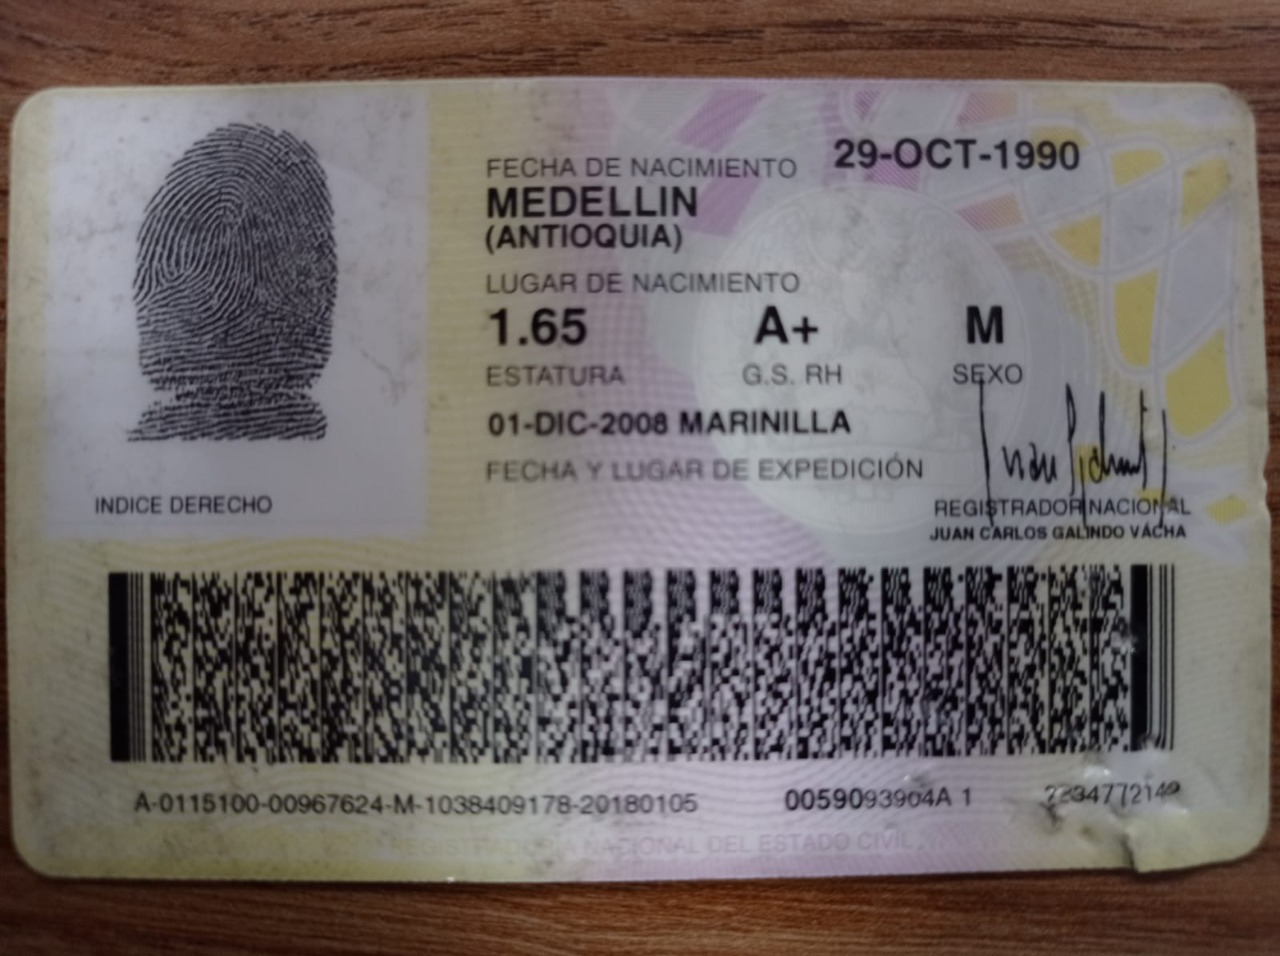 FECHA DE NACIMIENTO 29-OCT-1990
MEDELLIN
(ANTIOQUIA)
LUGAR DE NACIMIENTO
1.65 A+ M
ESTATURA G.S. RH SEXO
01-DIC-2008 MARINILLA
FECHA Y LUGAR DE EXPEDICIÓN
INDICE DERECHO
REGISTRADOR NACIONAL
JUAN CARLOS GALINDO VÁCHA
A-0115100-00967624-M-1038409178-20180105 0059093904A 1
REGISTRADURIA NACIONAL DEL ESTADO CIVIL